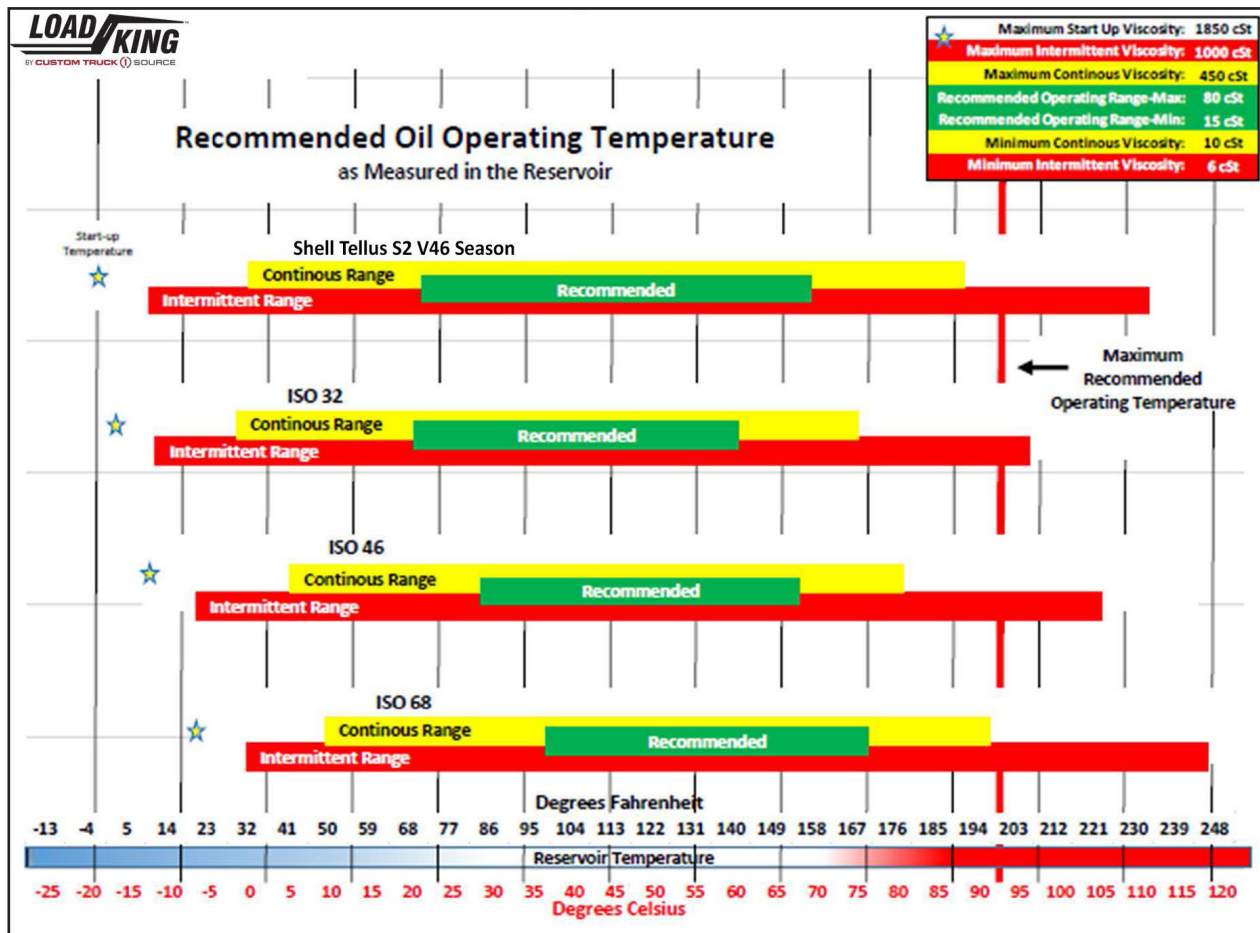 LOAD KING™
BY CUSTOM TRUCK ONE SOURCE
Maximum Start Up Viscosity: 1850 cSt
Maximum Intermittent Viscosity: 1000 cSt
Maximum Continous Viscosity: 450 cSt
Recommended Operating Range-Max: 80 cSt
Recommended Operating Range-Min: 15 cSt
Minimum Continous Viscosity: 10 cSt
Minimum Intermittent Viscosity: 6 cSt
Recommended Oil Operating Temperature
as Measured in the Reservoir
Start-up
Temperature
Shell Tellus S2 V46 Season
Continous Range
Recommended
Intermittent Range
Maximum
Recommended
Operating Temperature
ISO 32
Continous Range
Recommended
Intermittent Range
ISO 46
Continous Range
Recommended
Intermittent Range
ISO 68
Continous Range
Recommended
Intermittent Range
Degrees Fahrenheit
-13 -4 5 14 23 32 41 50 59 68 77 86 95 104 113 122 131 140 149 158 167 176 185 194 203 212 221 230 239 248
Reservoir Temperature
-25 -20 -15 -10 -5 0 5 10 15 20 25 30 35 40 45 50 55 60 65 70 75 80 85 90 95 100 105 110 115 120
Degrees Celsius